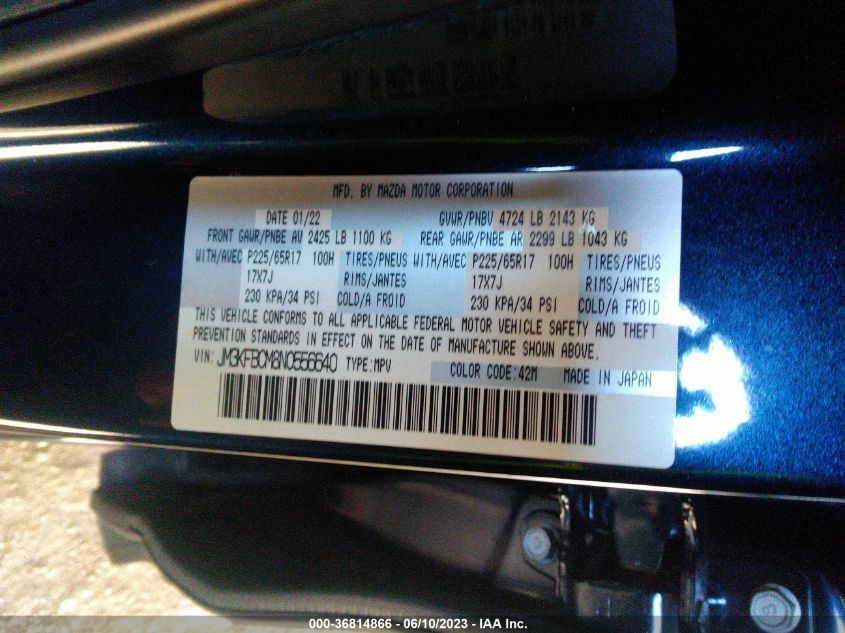 MFD. BY MAZDA MOTOR CORPORATION
DATE 01/22 GVWR/PNBV 4724 LB 2143 KG
FRONT GAWR/PNBE AV 2425 LB 1100 KG REAR GAWR/PNBE AR 2299 LB 1043 KG
WITH/AVEC P225/65R17 100H TIRES/PNEUS WITH/AVEC P225/65R17 100H TIRES/PNEUS
17X7J RIMS/JANTES 17X7J RIMS/JANTES
230 KPA/34 PSI COLD/A FROID 230 KPA/34 PSI COLD/A FROID
THIS VEHICLE CONFORMS TO ALL APPLICABLE FEDERAL MOTOR VEHICLE SAFETY AND THEFT
PREVENTION STANDARDS IN EFFECT ON THE DATE OF MANUFACTURE SHOWN ABOVE.
VIN: JM3KFBCM8N0556640 TYPE:MPV COLOR CODE:42M MADE IN JAPAN
000-36814866 - 06/10/2023 - IAA Inc.